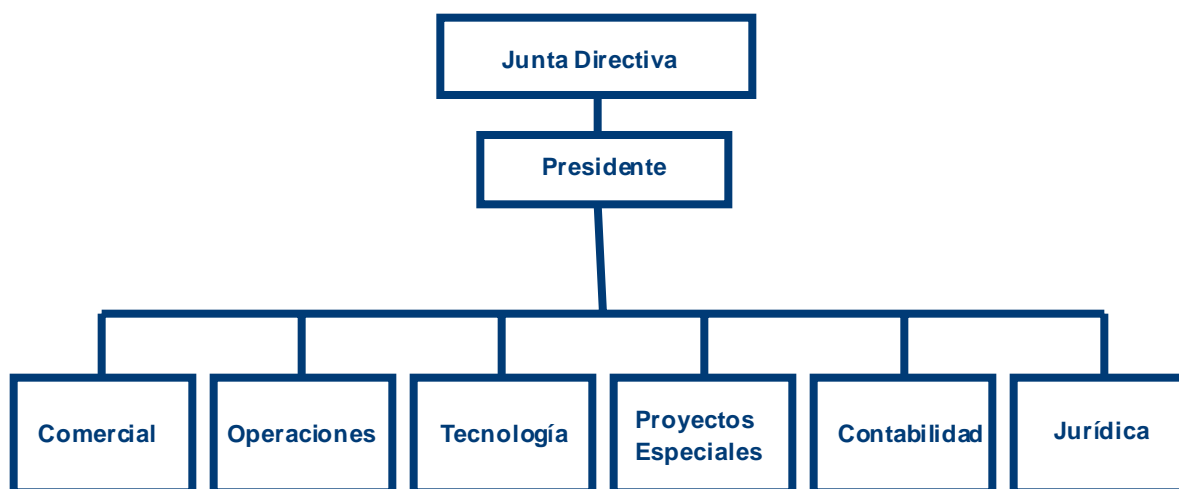 Junta Directiva
Presidente
Comercial
Operaciones
Tecnología
Proyectos
Especiales
Contabilidad
Jurídica